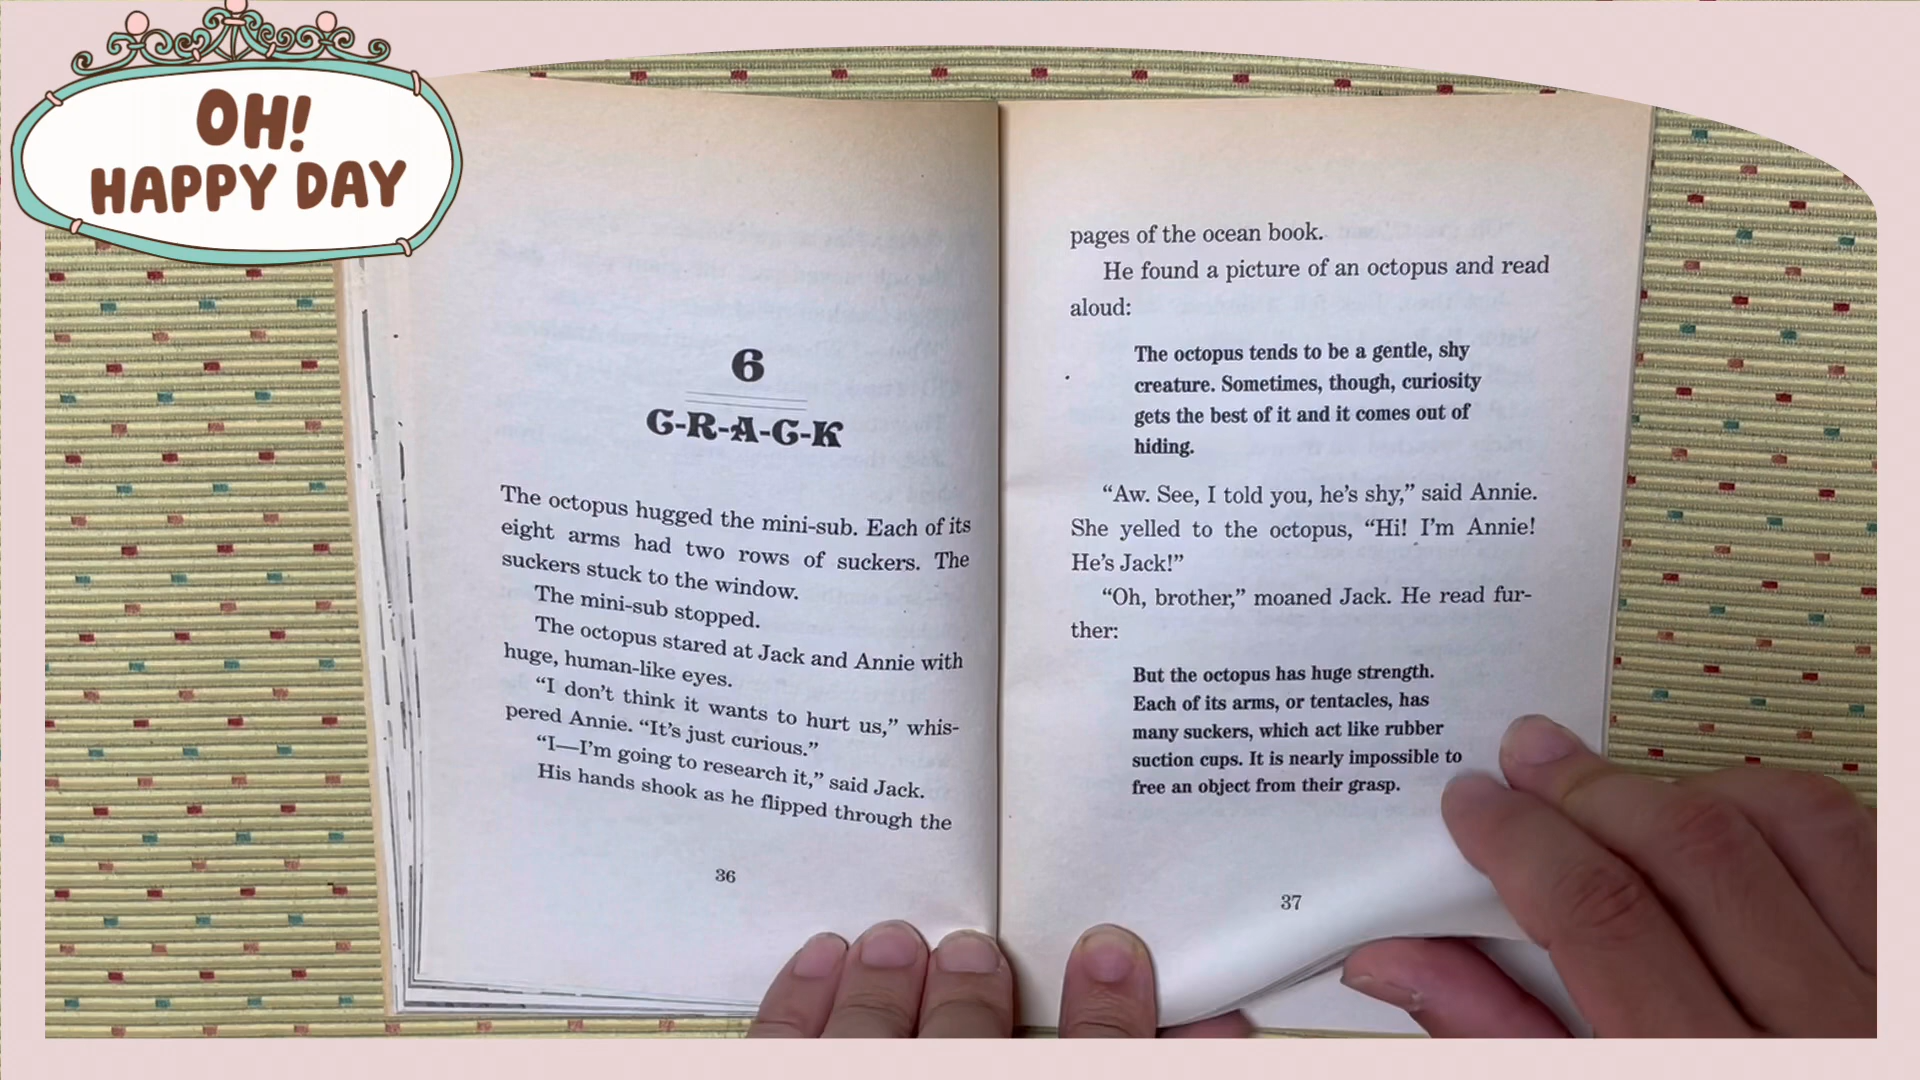 OH!
HAPPY DAY
6
C-R-A-C-K
The octopus hugged the mini-sub. Each of its
eight arms had two rows of suckers. The
suckers stuck to the window.
The mini-sub stopped.
The octopus stared at Jack and Annie with
huge, human-like eyes.
“I don’t think it wants to hurt us,” whis-
pered Annie. “It’s just curious.”
“I—I’m going to research it,” said Jack.
His hands shook as he flipped through the
36
pages of the ocean book.
He found a picture of an octopus and read
aloud:
The octopus tends to be a gentle, shy
creature. Sometimes, though, curiosity
gets the best of it and it comes out of
hiding.
“Aw. See, I told you, he’s shy,” said Annie.
She yelled to the octopus, “Hi! I’m Annie!
He’s Jack!”
“Oh, brother,” moaned Jack. He read fur-
ther:
But the octopus has huge strength.
Each of its arms, or tentacles, has
many suckers, which act like rubber
suction cups. It is nearly impossible to
free an object from their grasp.
37